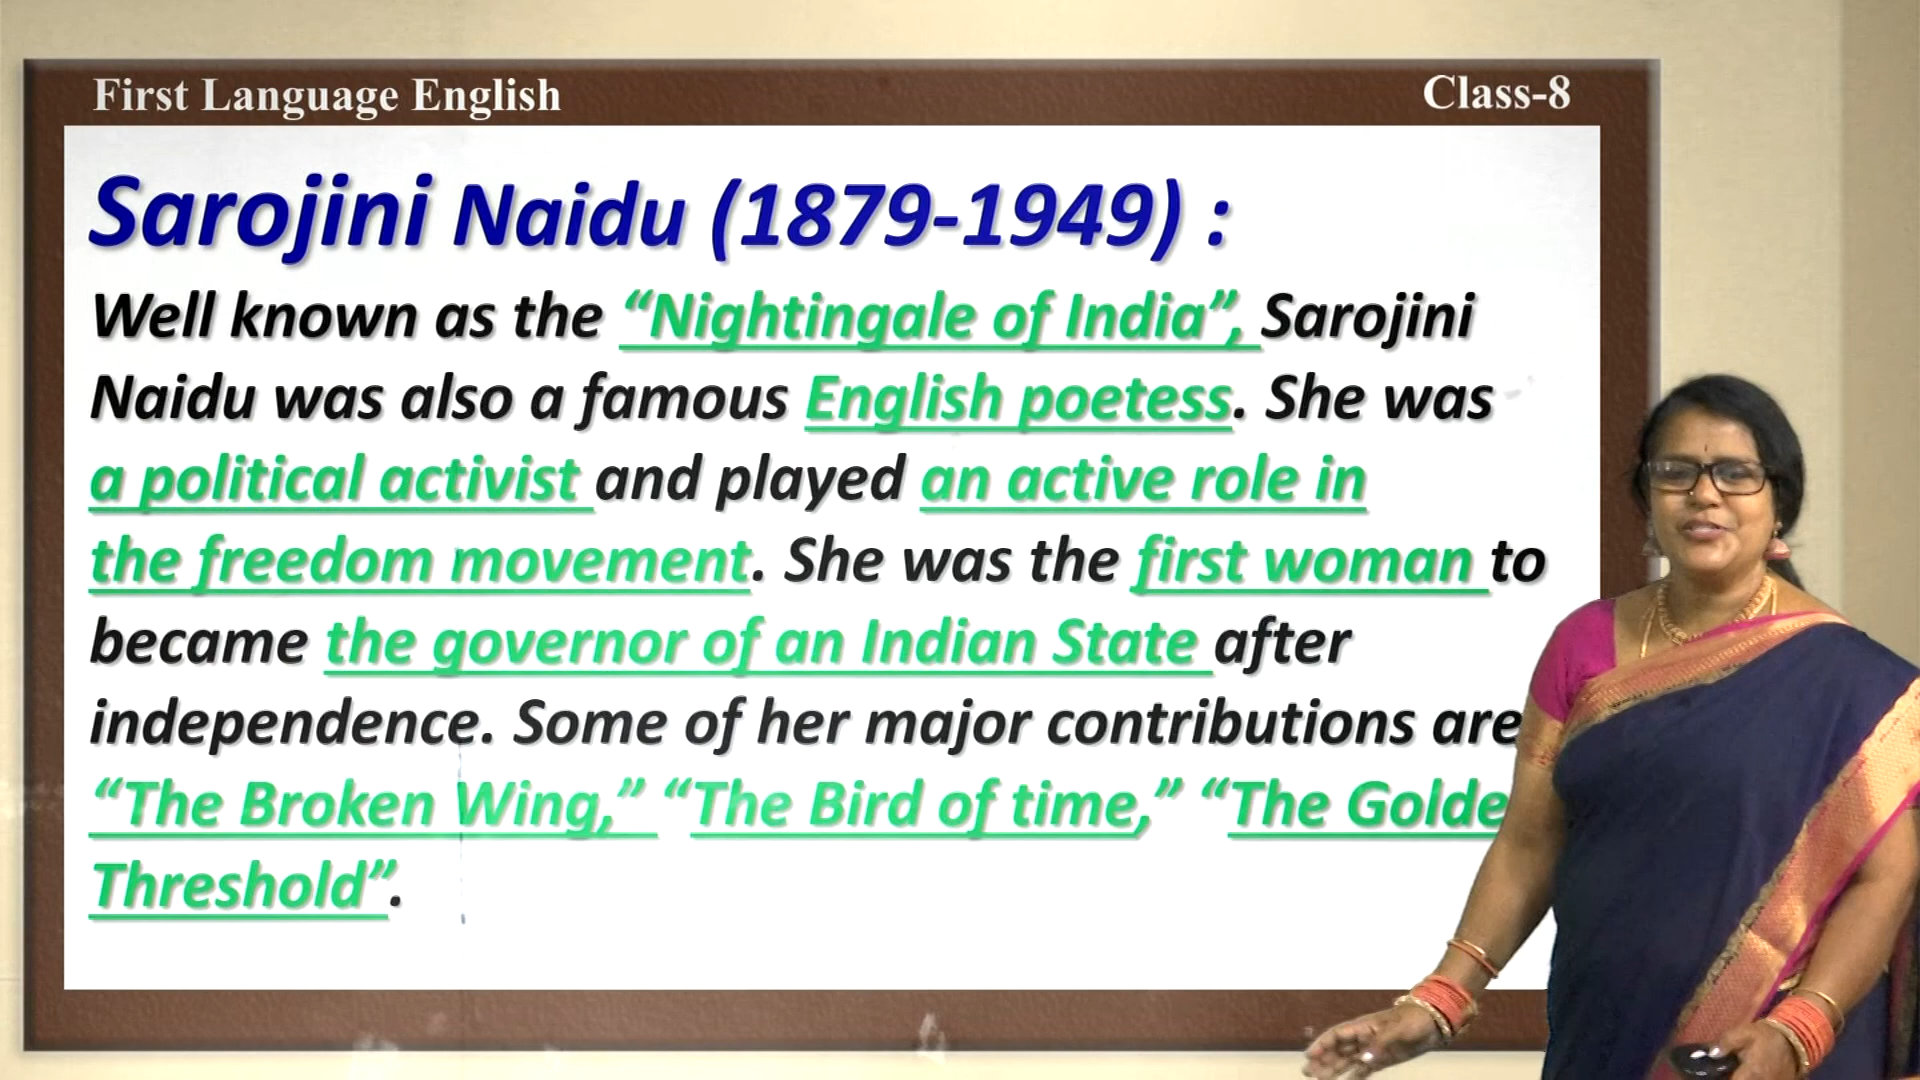 First Language English
Class-8
Sarojini Naidu (1879-1949) :
Well known as the “Nightingale of India”, Sarojini
Naidu was also a famous English poetess. She was
a political activist and played an active role in
the freedom movement. She was the first woman to
became the governor of an Indian State after
independence. Some of her major contributions are
“The Broken Wing,” “The Bird of time,” “The Golde
Threshold”.